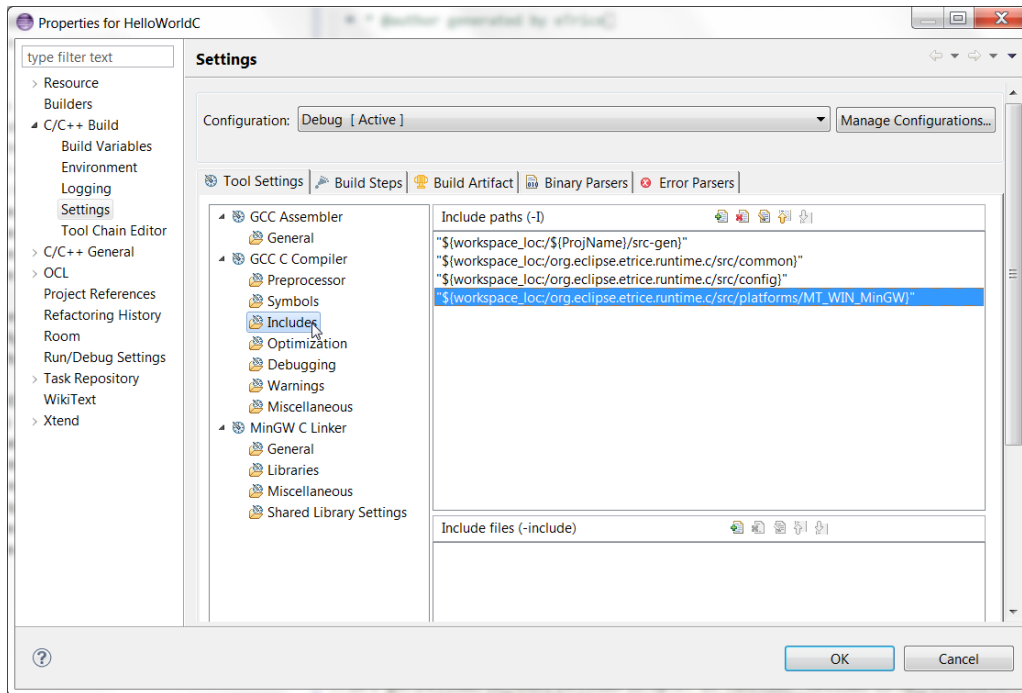 * @author generated by eTrice
Properties for HelloWorldC
type filter text
Settings
Resource
Builders
C/C++ Build
Build Variables
Environment
Logging
Settings
Tool Chain Editor
C/C++ General
OCL
Project References
Refactoring History
Room
Run/Debug Settings
Task Repository
WikiText
Xtend
Configuration:
Debug [ Active ]
Manage Configurations...
Tool Settings
Build Steps
Build Artifact
Binary Parsers
Error Parsers
GCC Assembler
General
GCC C Compiler
Preprocessor
Symbols
Includes
Optimization
Debugging
Warnings
Miscellaneous
MinGW C Linker
General
Libraries
Miscellaneous
Shared Library Settings
Include paths (-I)
"${workspace_loc:/${ProjName}/src-gen}"
"${workspace_loc:/org.eclipse.etrice.runtime.c/src/common}"
"${workspace_loc:/org.eclipse.etrice.runtime.c/src/config}"
"${workspace_loc:/org.eclipse.etrice.runtime.c/src/platforms/MT_WIN_MinGW}"
Include files (-include)
OK
Cancel